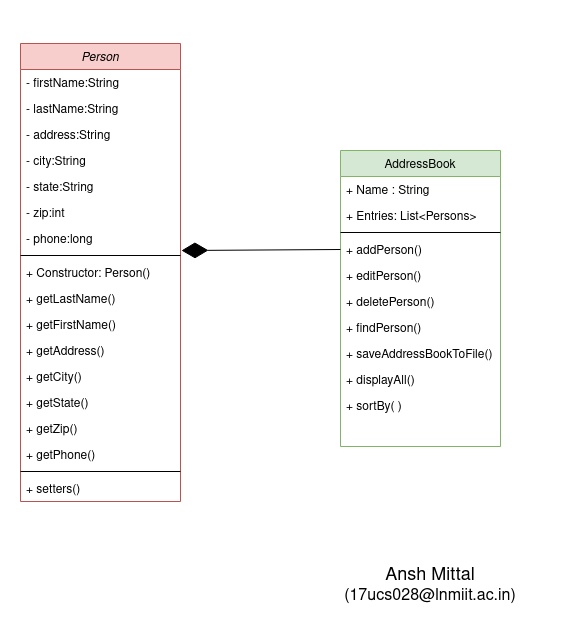 Person
- firstName:String
- lastName:String
- address:String
- city:String
- state:String
- zip:int
- phone:long
+ Constructor: Person()
+ getLastName()
+ getFirstName()
+ getAddress()
+ getCity()
+ getState()
+ getZip()
+ getPhone()
+ setters()
AddressBook
+ Name : String
+ Entries: List<Persons>
+ addPerson()
+ editPerson()
+ deletePerson()
+ findPerson()
+ saveAddressBookToFile()
+ displayAll()
+ sortBy( )
Ansh Mittal
(17ucs028@lnmiit.ac.in)